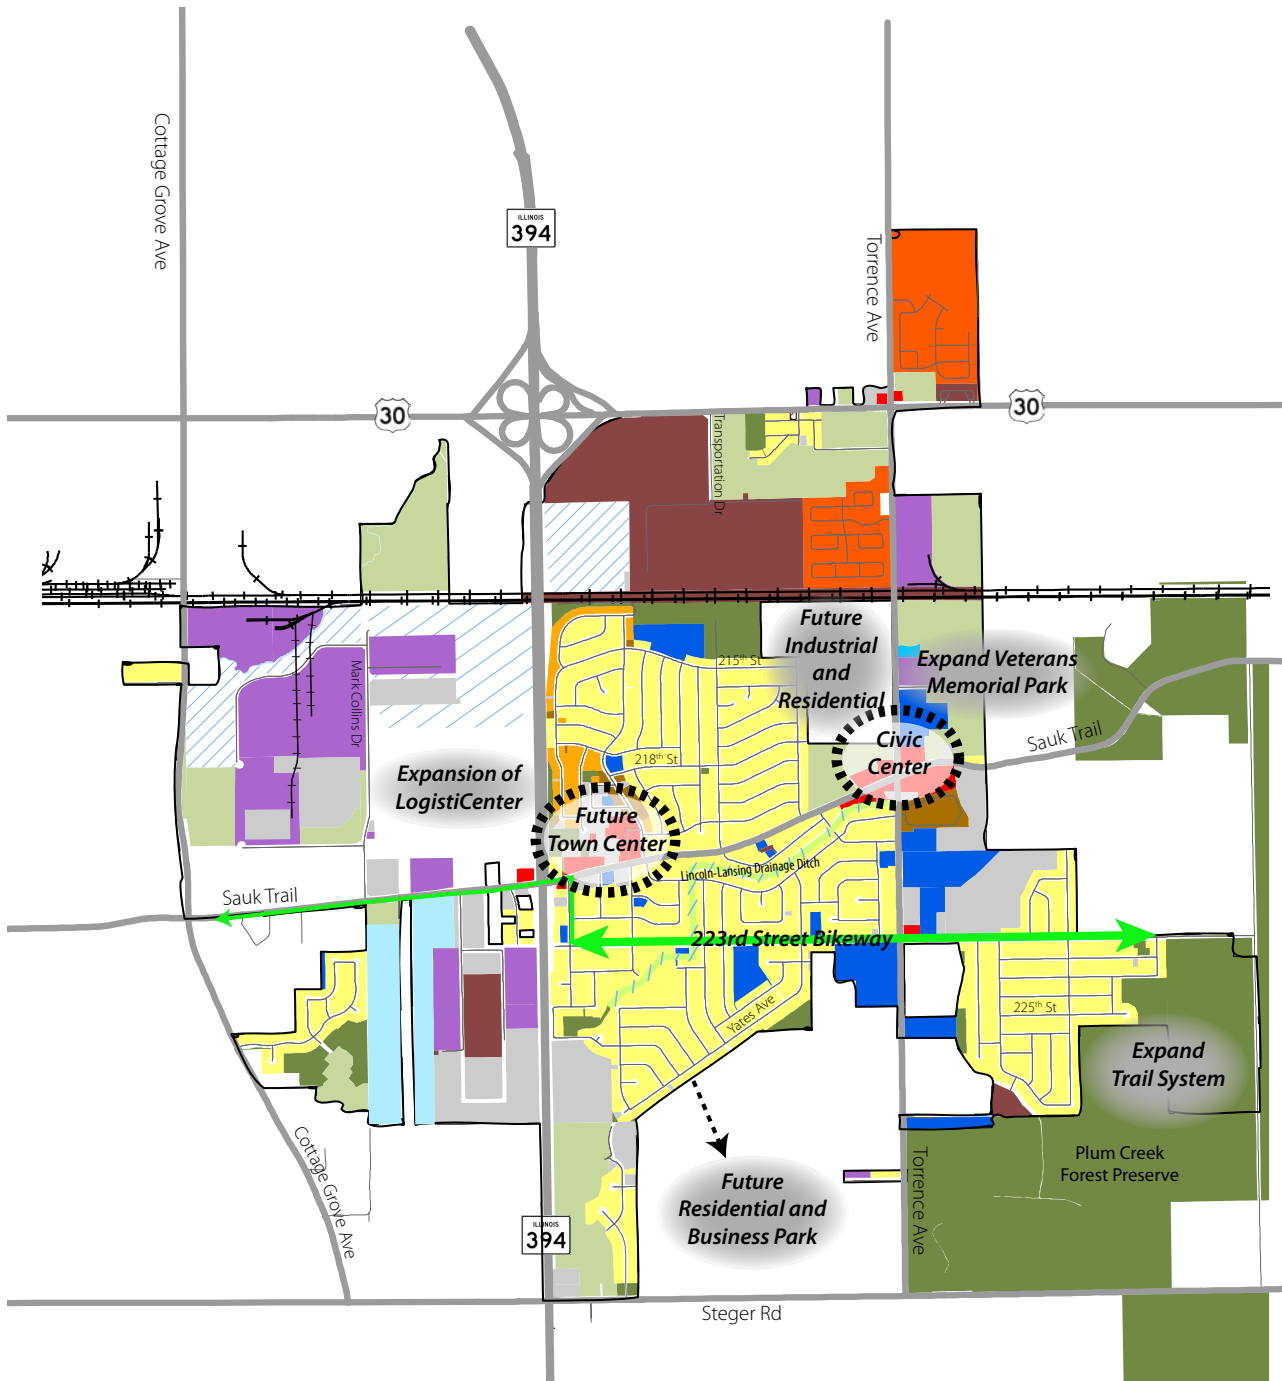 Cottage Grove Ave
ILLINOIS
394
Torrence Ave
30
30
Transportation Dr
Future
Industrial
and
Residential
215th St
Expand Veterans
Memorial Park
Mark Collins Dr
Sauk Trail
Civic
Center
218th St
Expansion of
LogistiCenter
Future
Town Center
Lincoln-Lansing Drainage Ditch
Sauk Trail
223rd Street Bikeway
Yates Ave
225th St
Expand
Trail System
Cottage Grove Ave
Plum Creek
Forest Preserve
Future
Residential and
Business Park
Torrence Ave
ILLINOIS
394
Steger Rd